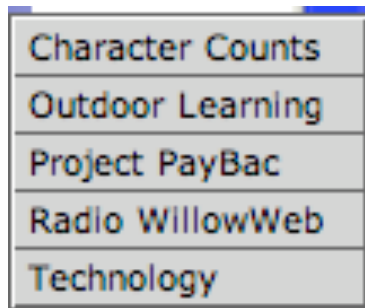 Character Counts
Outdoor Learning
Project PayBac
Radio WillowWeb
Technology